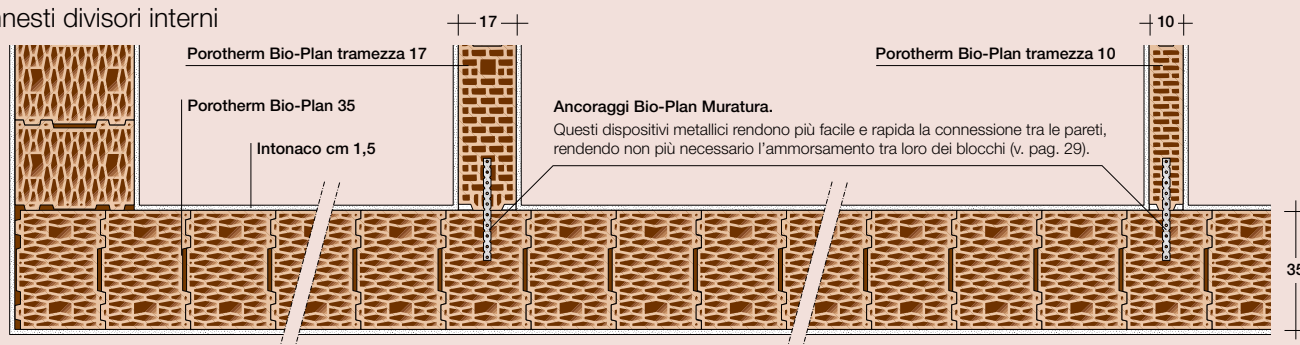 nnesti divisori interni
17
10
Porotherm Bio-Plan tramezza 17
Porotherm Bio-Plan tramezza 10
Porotherm Bio-Plan 35
Ancoraggi Bio-Plan Muratura.
Questi dispositivi metallici rendono più facile e rapida la connessione tra le pareti,
rendendo non più necessario l'ammorsamento tra loro dei blocchi (v. pag. 29).
Intonaco cm 1,5
35